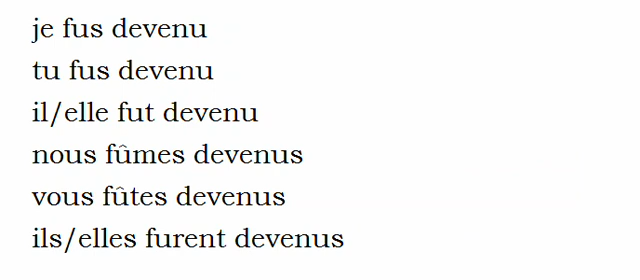 je fus devenu
tu fus devenu
il/elle fut devenu
nous fûmes devenus
vous fûtes devenus
ils/elles furent devenus